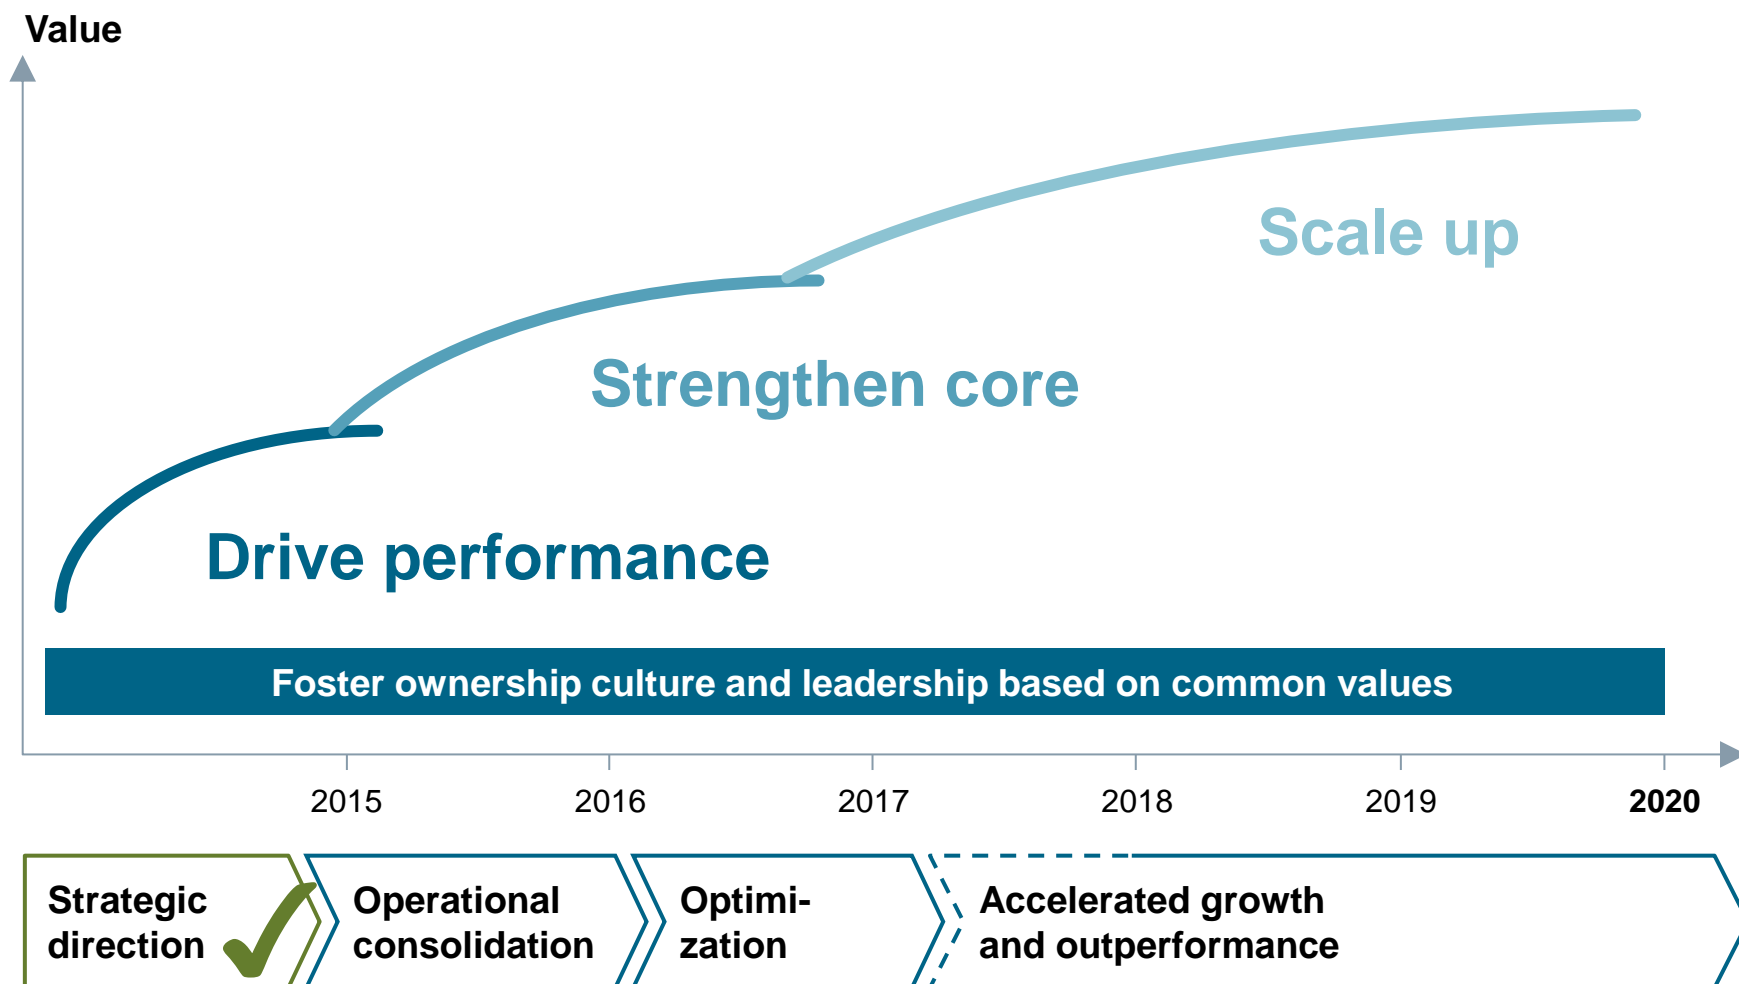 Value
Scale up
Strengthen core
Drive performance
Foster ownership culture and leadership based on common values
2015 2016 2017 2018 2019 2020
Strategic
direction
Operational
consolidation
Optimi-
zation
Accelerated growth
and outperformance